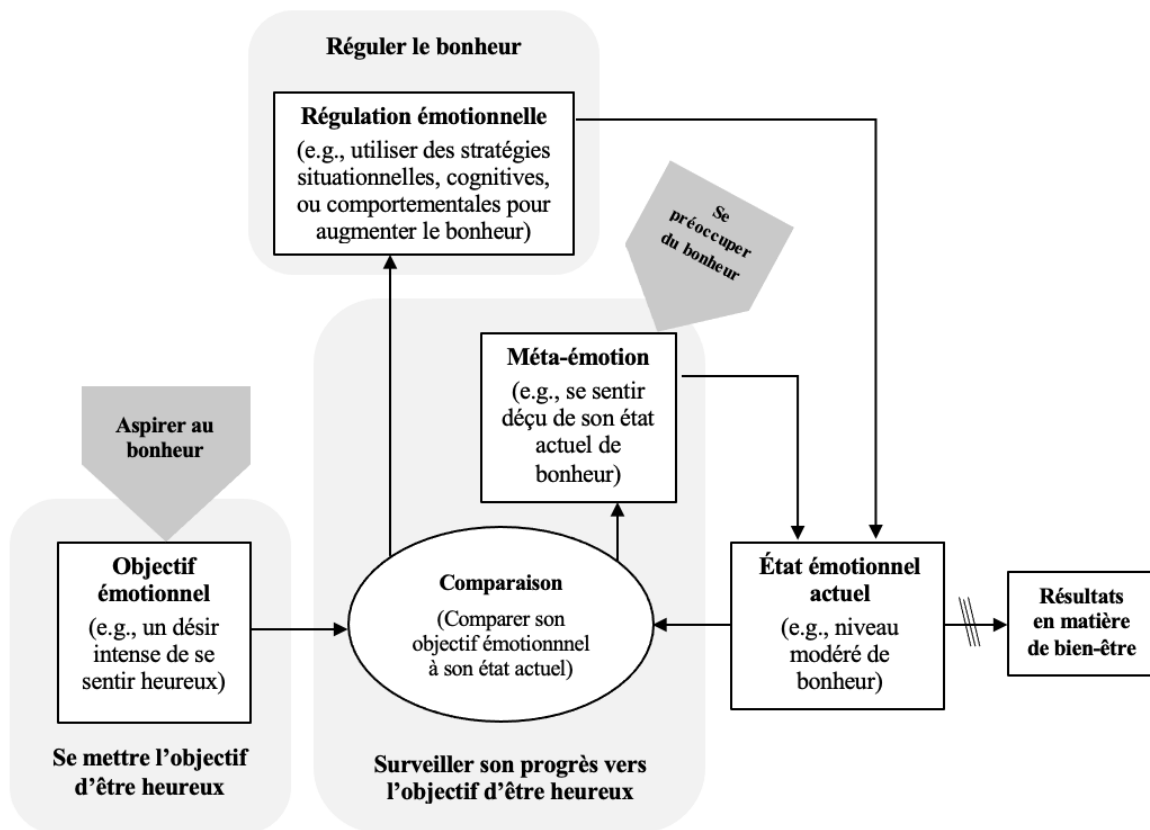 Réguler le bonheur
Régulation émotionnelle
(e.g., utiliser des stratégies
situationnelles, cognitives,
ou comportementales pour
augmenter le bonheur)
Se
préoccuper
du bonheur
Méta-émotion
(e.g., se sentir
déçu de son état
actuel de
bonheur)
Aspirer au
bonheur
Objectif
émotionnel
(e.g., un désir
intense de se
sentir heureux)
Se mettre l’objectif
d’être heureux
Comparaison
(Comparer son
objectif émotionnnel
à son état actuel)
Surveiller son progrès vers
l’objectif d’être heureux
État émotionnel
actuel
(e.g., niveau
modéré de
bonheur)
Résultats
en matière
de bien-être